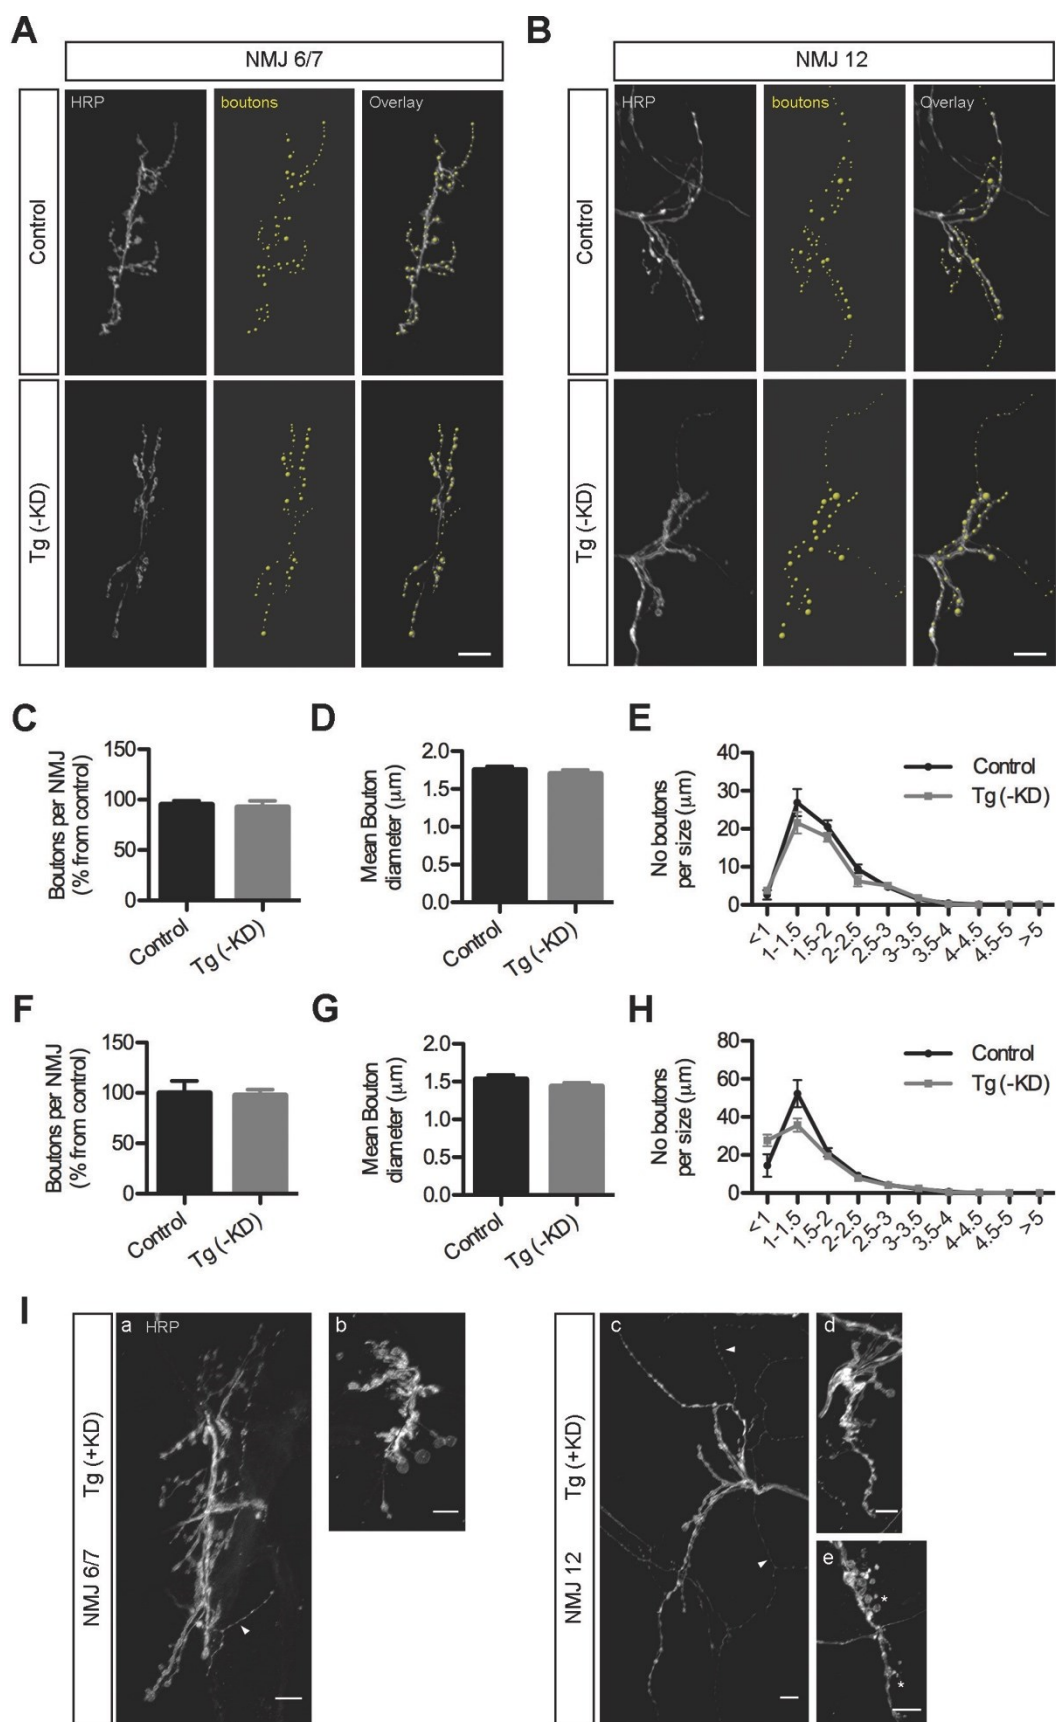 A
NMJ 6/7
HRP
boutons
Overlay
Control
Tg (-KD)
B
NMJ 12
HRP
boutons
Overlay
Control
Tg (-KD)
C
Boutons per NMJ
(% from control)
150
100
50
0
Control
Tg (-KD)
D
Mean Bouton
diameter (μm)
2.0
1.5
1.0
0.5
0.0
Control
Tg (-KD)
E
No boutons
per size (μm)
40
30
20
10
0
Control
Tg (-KD)
<1
1-1.5
1.5-2
2-2.5
2.5-3
3-3.5
3.5-4
4-4.5
4.5-5
>5
F
Boutons per NMJ
(% from control)
150
100
50
0
Control
Tg (-KD)
G
Mean Bouton
diameter (μm)
2.0
1.5
1.0
0.5
0.0
Control
Tg (-KD)
H
No boutons
per size (μm)
80
60
40
20
0
Control
Tg (-KD)
<1
1-1.5
1.5-2
2-2.5
2.5-3
3-3.5
3.5-4
4-4.5
4.5-5
>5
I
NMJ 6/7 Tg (+KD)
a HRP
b
NMJ 12 Tg (+KD)
c
d
e
*
*